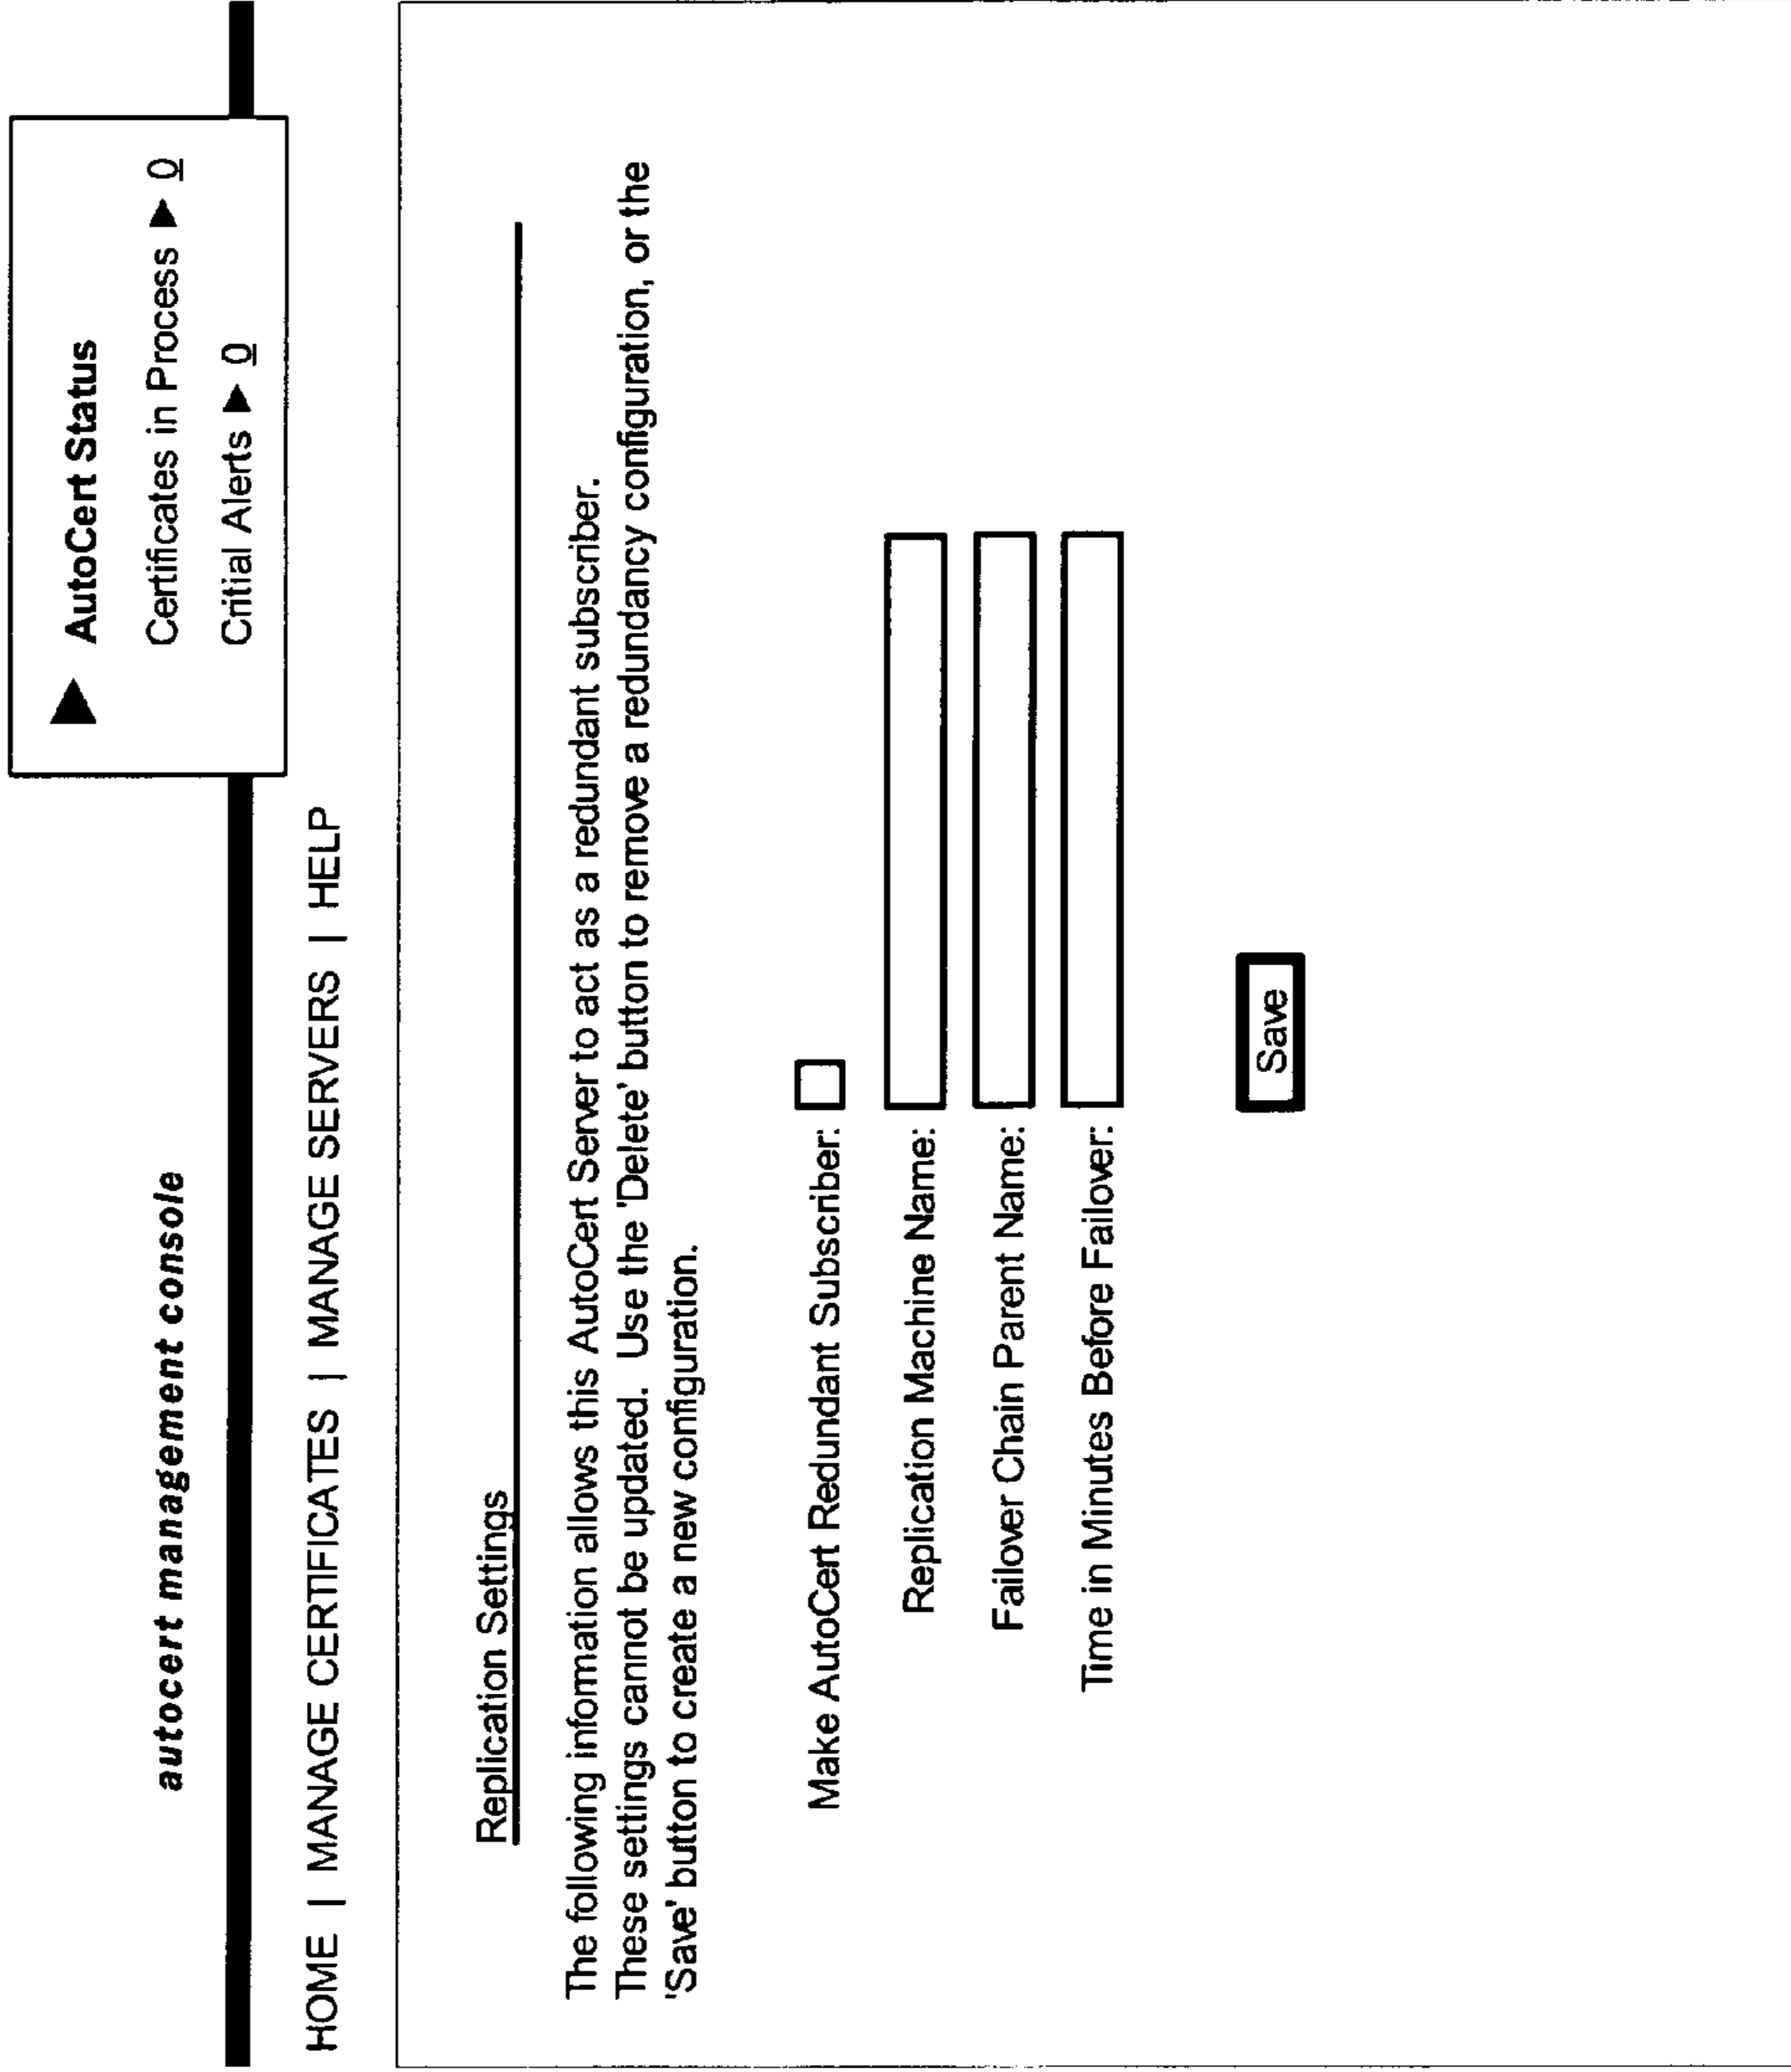 autocert management console
AutoCert Status
Certificates in Process ▶ 0
Critial Alerts ▶ 0
HOME | MANAGE CERTIFICATES | MANAGE SERVERS | HELP
Replication Settings
The following information allows this AutoCert Server to act as a redundant subscriber.
These settings cannot be updated. Use the 'Delete' button to remove a redundancy configuration, or the
'Save' button to create a new configuration.
Make AutoCert Redundant Subscriber:
Replication Machine Name:
Failover Chain Parent Name:
Time in Minutes Before Failover:
Save